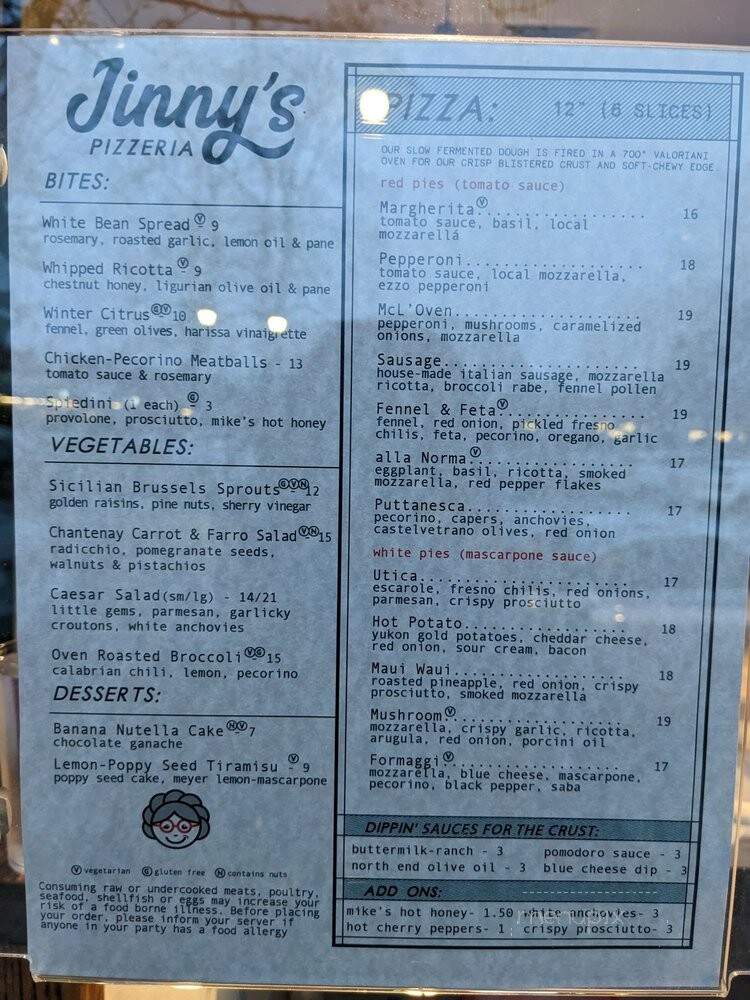 Jinny's
PIZZERIA
BITES:
White Bean Spread Ⓥ - 9
rosemary, roasted garlic, lemon oil & pane
Whipped Ricotta Ⓥ - 9
chestnut honey, ligurian olive oil & pane
Winter Citrus ⒼⓋ 10
fennel, green olives, harissa vinaigrette
Chicken-Pecorino Meatballs - 13
tomato sauce & rosemary
Spiedini (1 each) Ⓖ - 3
provolone, prosciutto, mike's hot honey
VEGETABLES:
Sicilian Brussels Sprouts ⒼⓋⓃ 12
golden raisins, pine nuts, sherry vinegar
Chantenay Carrot & Farro Salad ⓋⓃ 15
radicchio, pomegranate seeds,
walnuts & pistachios
Caesar Salad (sm/lg) - 14/21
little gems, parmesan, garlicky
croutons, white anchovies
Oven Roasted Broccoli ⓋⒼ 15
calabrian chili, lemon, pecorino
DESSERTS:
Banana Nutella Cake ⓃⓋ 7
chocolate ganache
Lemon-Poppy Seed Tiramisu Ⓥ - 9
poppy seed cake, meyer lemon-mascarpone
Ⓥ vegetarian Ⓖ gluten free Ⓝ contains nuts
Consuming raw or undercooked meats, poultry,
seafood, shellfish or eggs may increase your
risk of a food borne illness. Before placing
your order, please inform your server if
anyone in your party has a food allergy
PIZZA: 12" (6 SLICES)
OUR SLOW FERMENTED DOUGH IS FIRED IN A 700° VALORIANI
OVEN FOR OUR CRISP BLISTERED CRUST AND SOFT-CHEWY EDGE.
red pies (tomato sauce)
Margherita Ⓥ.................... 16
tomato sauce, basil, local
mozzarella
Pepperoni.................... 18
tomato sauce, local mozzarella,
ezzo pepperoni
McL'Oven.................... 19
pepperoni, mushrooms, caramelized
onions, mozzarella
Sausage.................... 19
house-made italian sausage, mozzarella
ricotta, broccoli rabe, fennel pollen
Fennel & Feta Ⓥ.................... 19
fennel, red onion, pickled fresno
chilis, feta, pecorino, oregano, garlic
alla Norma Ⓥ.................... 17
eggplant, basil, ricotta, smoked
mozzarella, red pepper flakes
Puttanesca.................... 17
pecorino, capers, anchovies,
castelvetrano olives, red onion
white pies (mascarpone sauce)
Utica.................... 17
escarole, fresno chilis, red onions,
parmesan, crispy prosciutto
Hot Potato.................... 18
yukon gold potatoes, cheddar cheese,
red onion, sour cream, bacon
Maui Waui.................... 18
roasted pineapple, red onion, crispy
prosciutto, smoked mozzarella
Mushroom Ⓥ.................... 19
mozzarella, crispy garlic, ricotta,
arugula, red onion, porcini oil
Formaggi Ⓥ.................... 17
mozzarella, blue cheese, mascarpone,
pecorino, black pepper, saba
DIPPIN' SAUCES FOR THE CRUST:
buttermilk-ranch - 3 pomodoro sauce - 3
north end olive oil - 3 blue cheese dip - 3
ADD ONS:
mike's hot honey- 1.50 white anchovies- 3
hot cherry peppers- 1 crispy prosciutto- 3
menupix